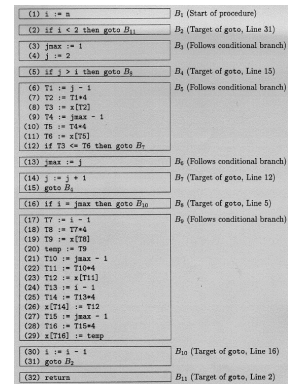 (1) i := n B1 (Start of procedure)
(2) if i < 2 then goto B11 B2 (Target of goto, Line 31)
(3) jmax := 1 B3 (Follows conditional branch)
(4) j := 2
(5) if j > i then goto B8 B4 (Target of goto, Line 15)
(6) T1 := j - 1 B5 (Follows conditional branch)
(7) T2 := T1*4
(8) T3 := x[T2]
(9) T4 := jmax - 1
(10) T5 := T4*4
(11) T6 := x[T5]
(12) if T3 <= T6 then goto B7
(13) jmax := j B6 (Follows conditional branch)
(14) j := j + 1 B7 (Target of goto, Line 12)
(15) goto B4
(16) if i = jmax then goto B10 B8 (Target of goto, Line 5)
(17) T7 := i - 1 B9 (Follows conditional branch)
(18) T8 := T7*4
(19) T9 := x[T8]
(20) temp := T9
(21) T10 := jmax - 1
(22) T11 := T10*4
(23) T12 := x[T11]
(24) T13 := i - 1
(25) T14 := T13*4
(26) x[T14] := T12
(27) T15 := jmax - 1
(28) T16 := T15*4
(29) x[T16] := temp
(30) i := i - 1 B10 (Target of goto, Line 16)
(31) goto B2
(32) return B11 (Target of goto, Line 2)